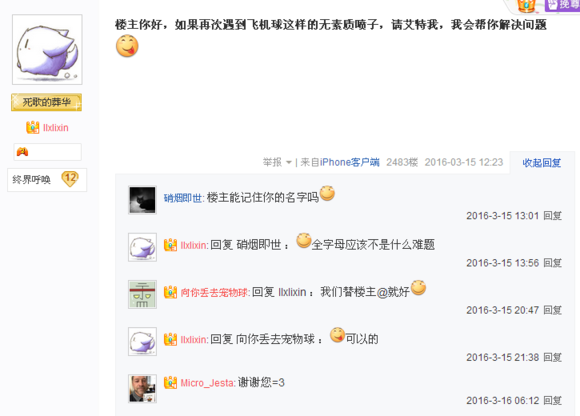 挽尊
楼主你好，如果再次遇到飞机球这样的无素质喷子，请艾特我，我会帮你解决问题
死歌的葬华
llxlixin
终界呼唤 12
举报 | 来自iPhone客户端 2483楼 2016-03-15 12:23 收起回复
硝烟即世: 楼主能记住你的名字吗
2016-03-15 13:01 回复
llxlixin: 回复 硝烟即世 ： 全字母应该不是什么难题
2016-03-15 13:56 回复
向你丢去宠物球: 回复 llxlixin ：我们替楼主@就好
2016-03-15 20:47 回复
llxlixin: 回复 向你丢去宠物球 ： 可以的
2016-03-15 21:38 回复
Micro_Jesta: 谢谢您=3
2016-03-16 06:12 回复